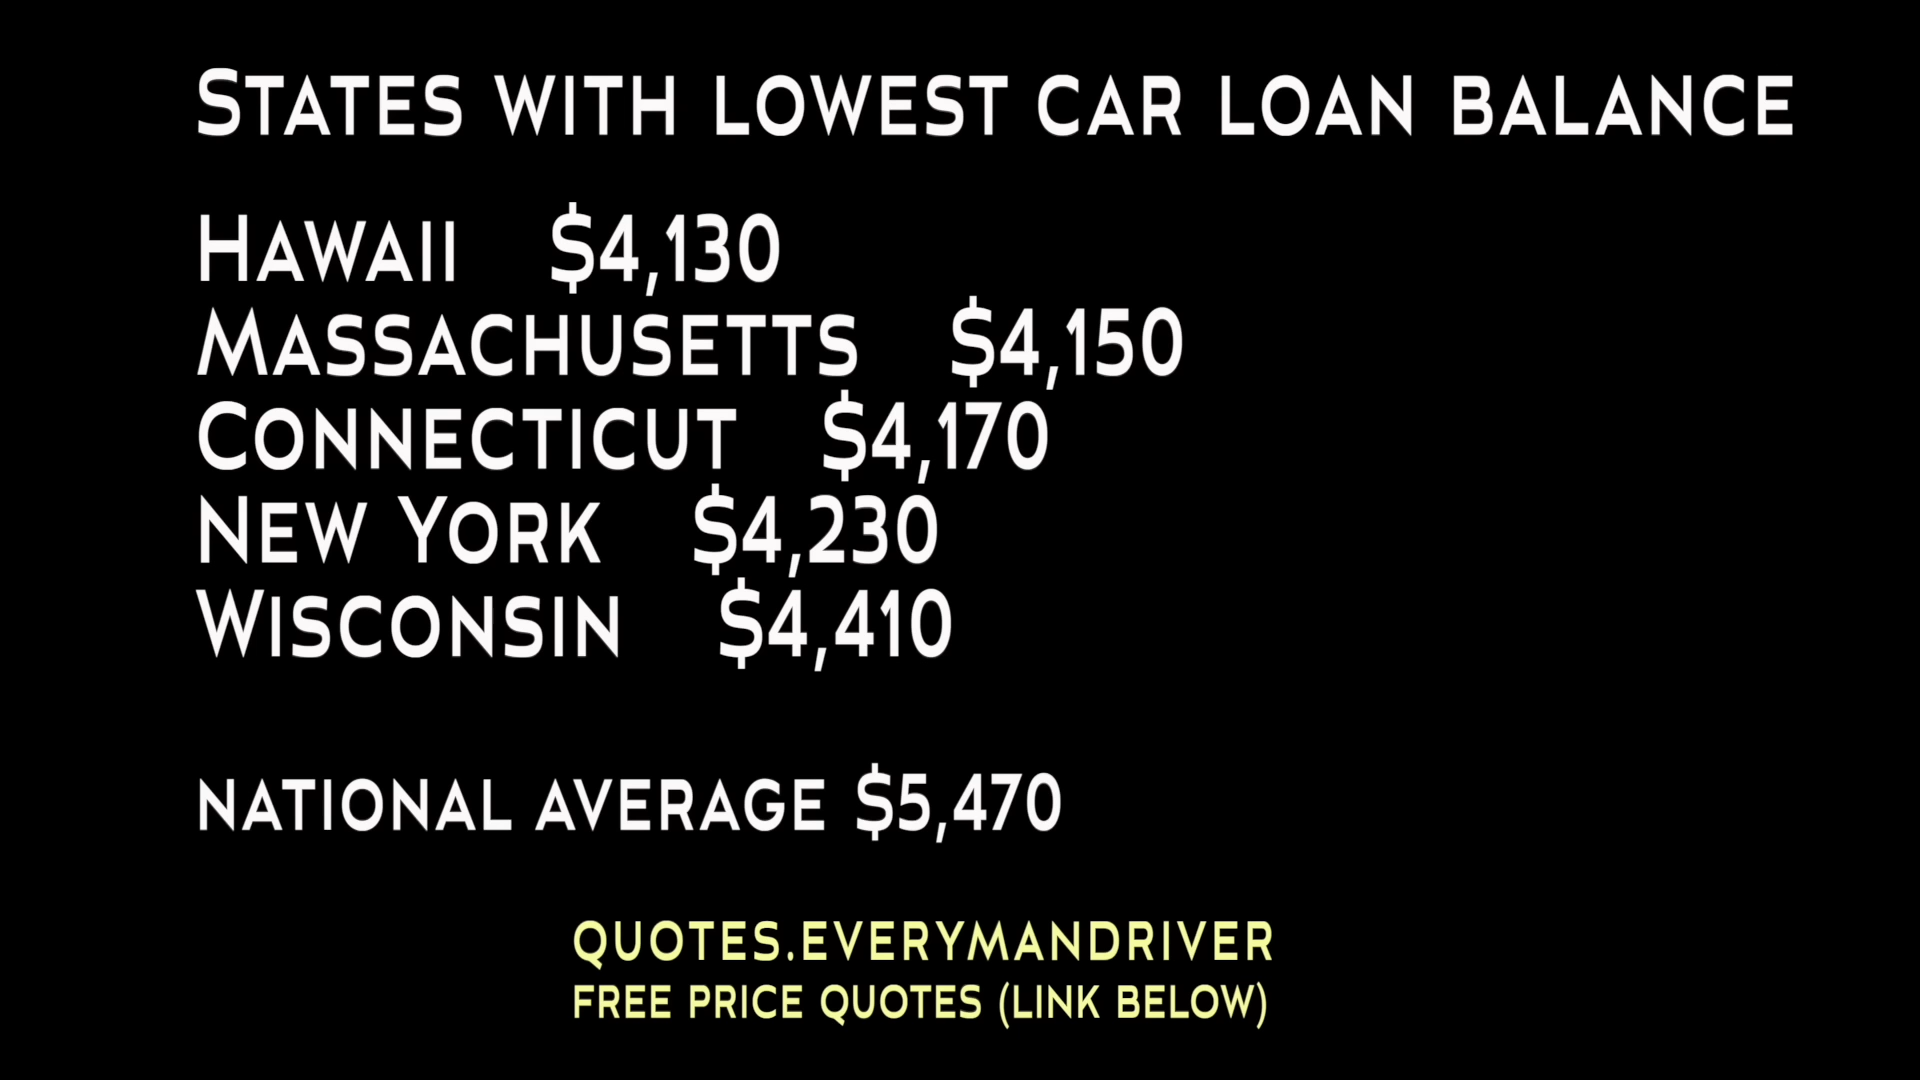 States with lowest car loan balance
Hawaii $4,130
Massachusetts $4,150
Connecticut $4,170
New York $4,230
Wisconsin $4,410
national average $5,470
quotes.everymandriver
free price quotes (link below)